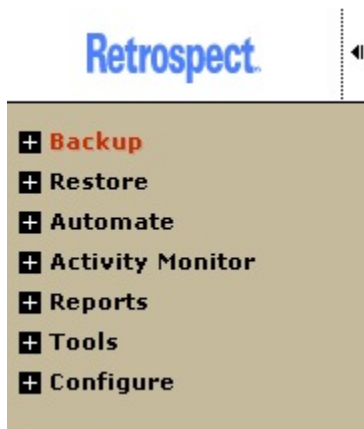 Retrospect.
Backup
Restore
Automate
Activity Monitor
Reports
Tools
Configure